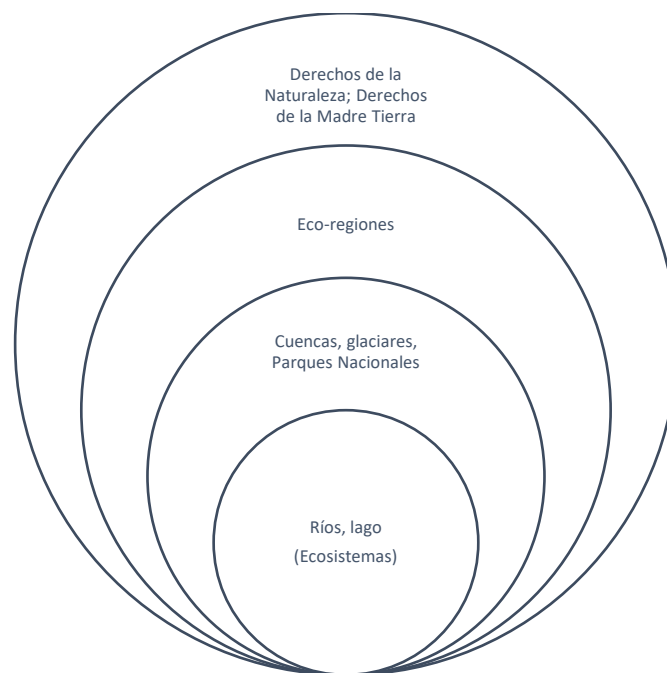 Derechos de la
Naturaleza; Derechos
de la Madre Tierra
Eco-regiones
Cuencas, glaciares,
Parques Nacionales
Ríos, lago
(Ecosistemas)